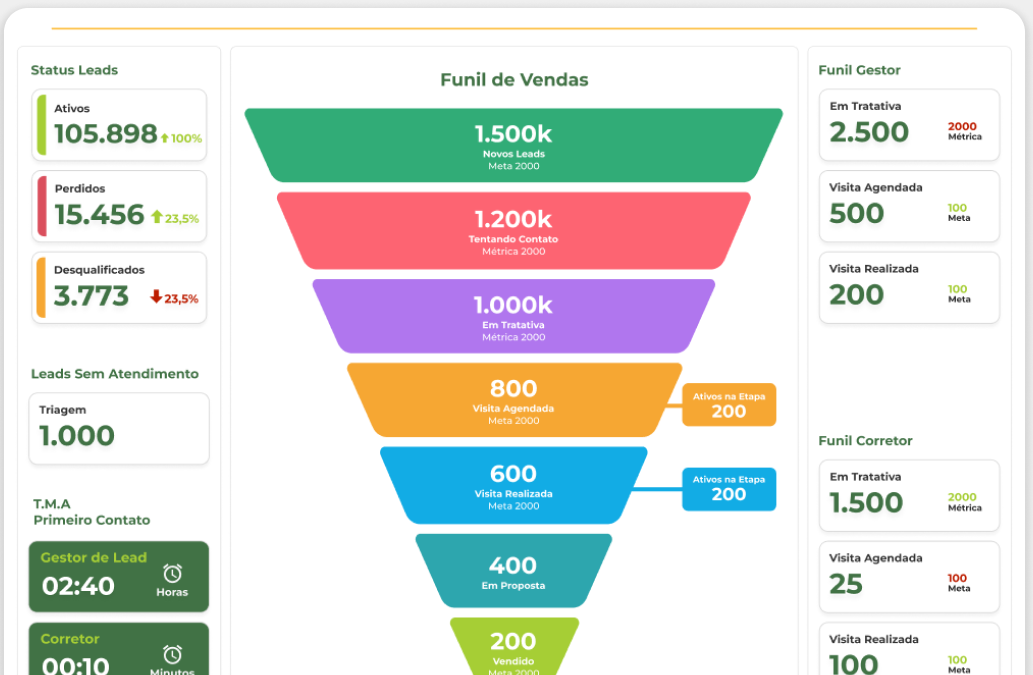 Status Leads
Ativos
105.898 100%
Perdidos
15.456 23,5%
Desqualificados
3.773 23,5%
Leads Sem Atendimento
Triagem
1.000
T.M.A
Primeiro Contato
Gestor de Lead
02:40
Horas
Corretor
00:10
Minutos
Funil de Vendas
1.500k
Novos Leads
Meta 2000
1.200k
Tentando Contato
Métrica 2000
1.000k
Em Tratativa
Métrica 2000
800
Visita Agendada
Meta 2000
Ativos na Etapa
200
600
Visita Realizada
Meta 2000
Ativos na Etapa
200
400
Em Proposta
200
Vendido
Meta 2000
Funil Gestor
Em Tratativa
2.500
2000
Métrica
Visita Agendada
500
100
Meta
Visita Realizada
200
100
Meta
Funil Corretor
Em Tratativa
1.500
2000
Métrica
Visita Agendada
25
100
Meta
Visita Realizada
100
100
Meta